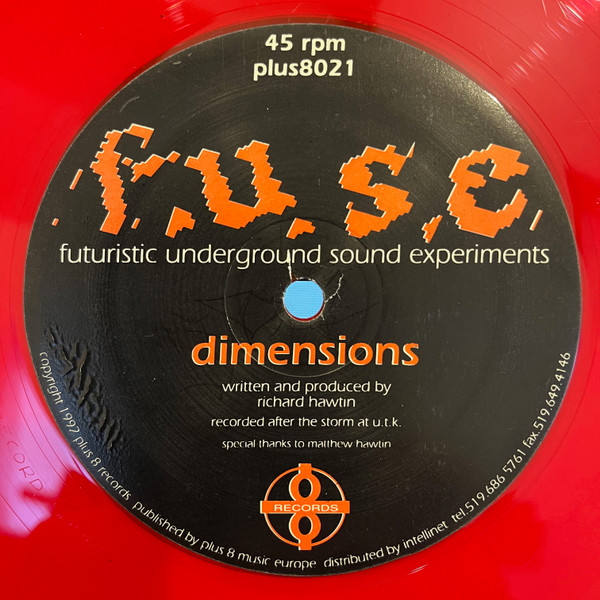 45 rpm
plus8021
f.u.s.e
futuristic underground sound experiments
dimensions
written and produced by
richard hawtin
recorded after the storm at u.t.k.
special thanks to matthew hawtin
8
RECORDS
copyright 1992 plus 8 records published by plus 8 music europe distributed by intellinet tel.519.686 5761 fax.519.649.4146